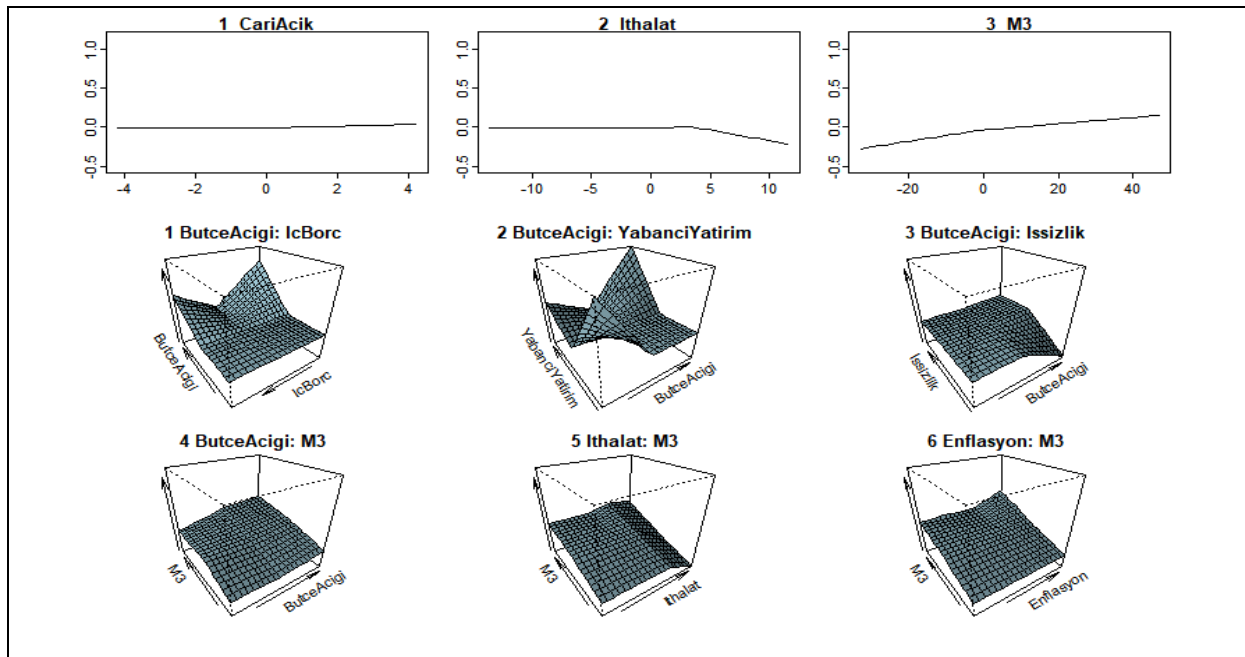 1 CariAcik
2 Ithalat
3 M3
1.0
0.5
0.0
-0.5
-4 -2 0 2 4
1.0
0.5
0.0
-0.5
-10 -5 0 5 10
1.0
0.5
0.0
-0.5
-20 0 20 40
1 ButceAcigi: IcBorc
2 ButceAcigi: YabanciYatirim
3 ButceAcigi: Issizlik
ButceAcigi
IcBorc
YabanciYatirim
ButceAcigi
Issizlik
ButceAcigi
4 ButceAcigi: M3
5 Ithalat: M3
6 Enflasyon: M3
M3
ButceAcigi
M3
Ithalat
M3
Enflasyon